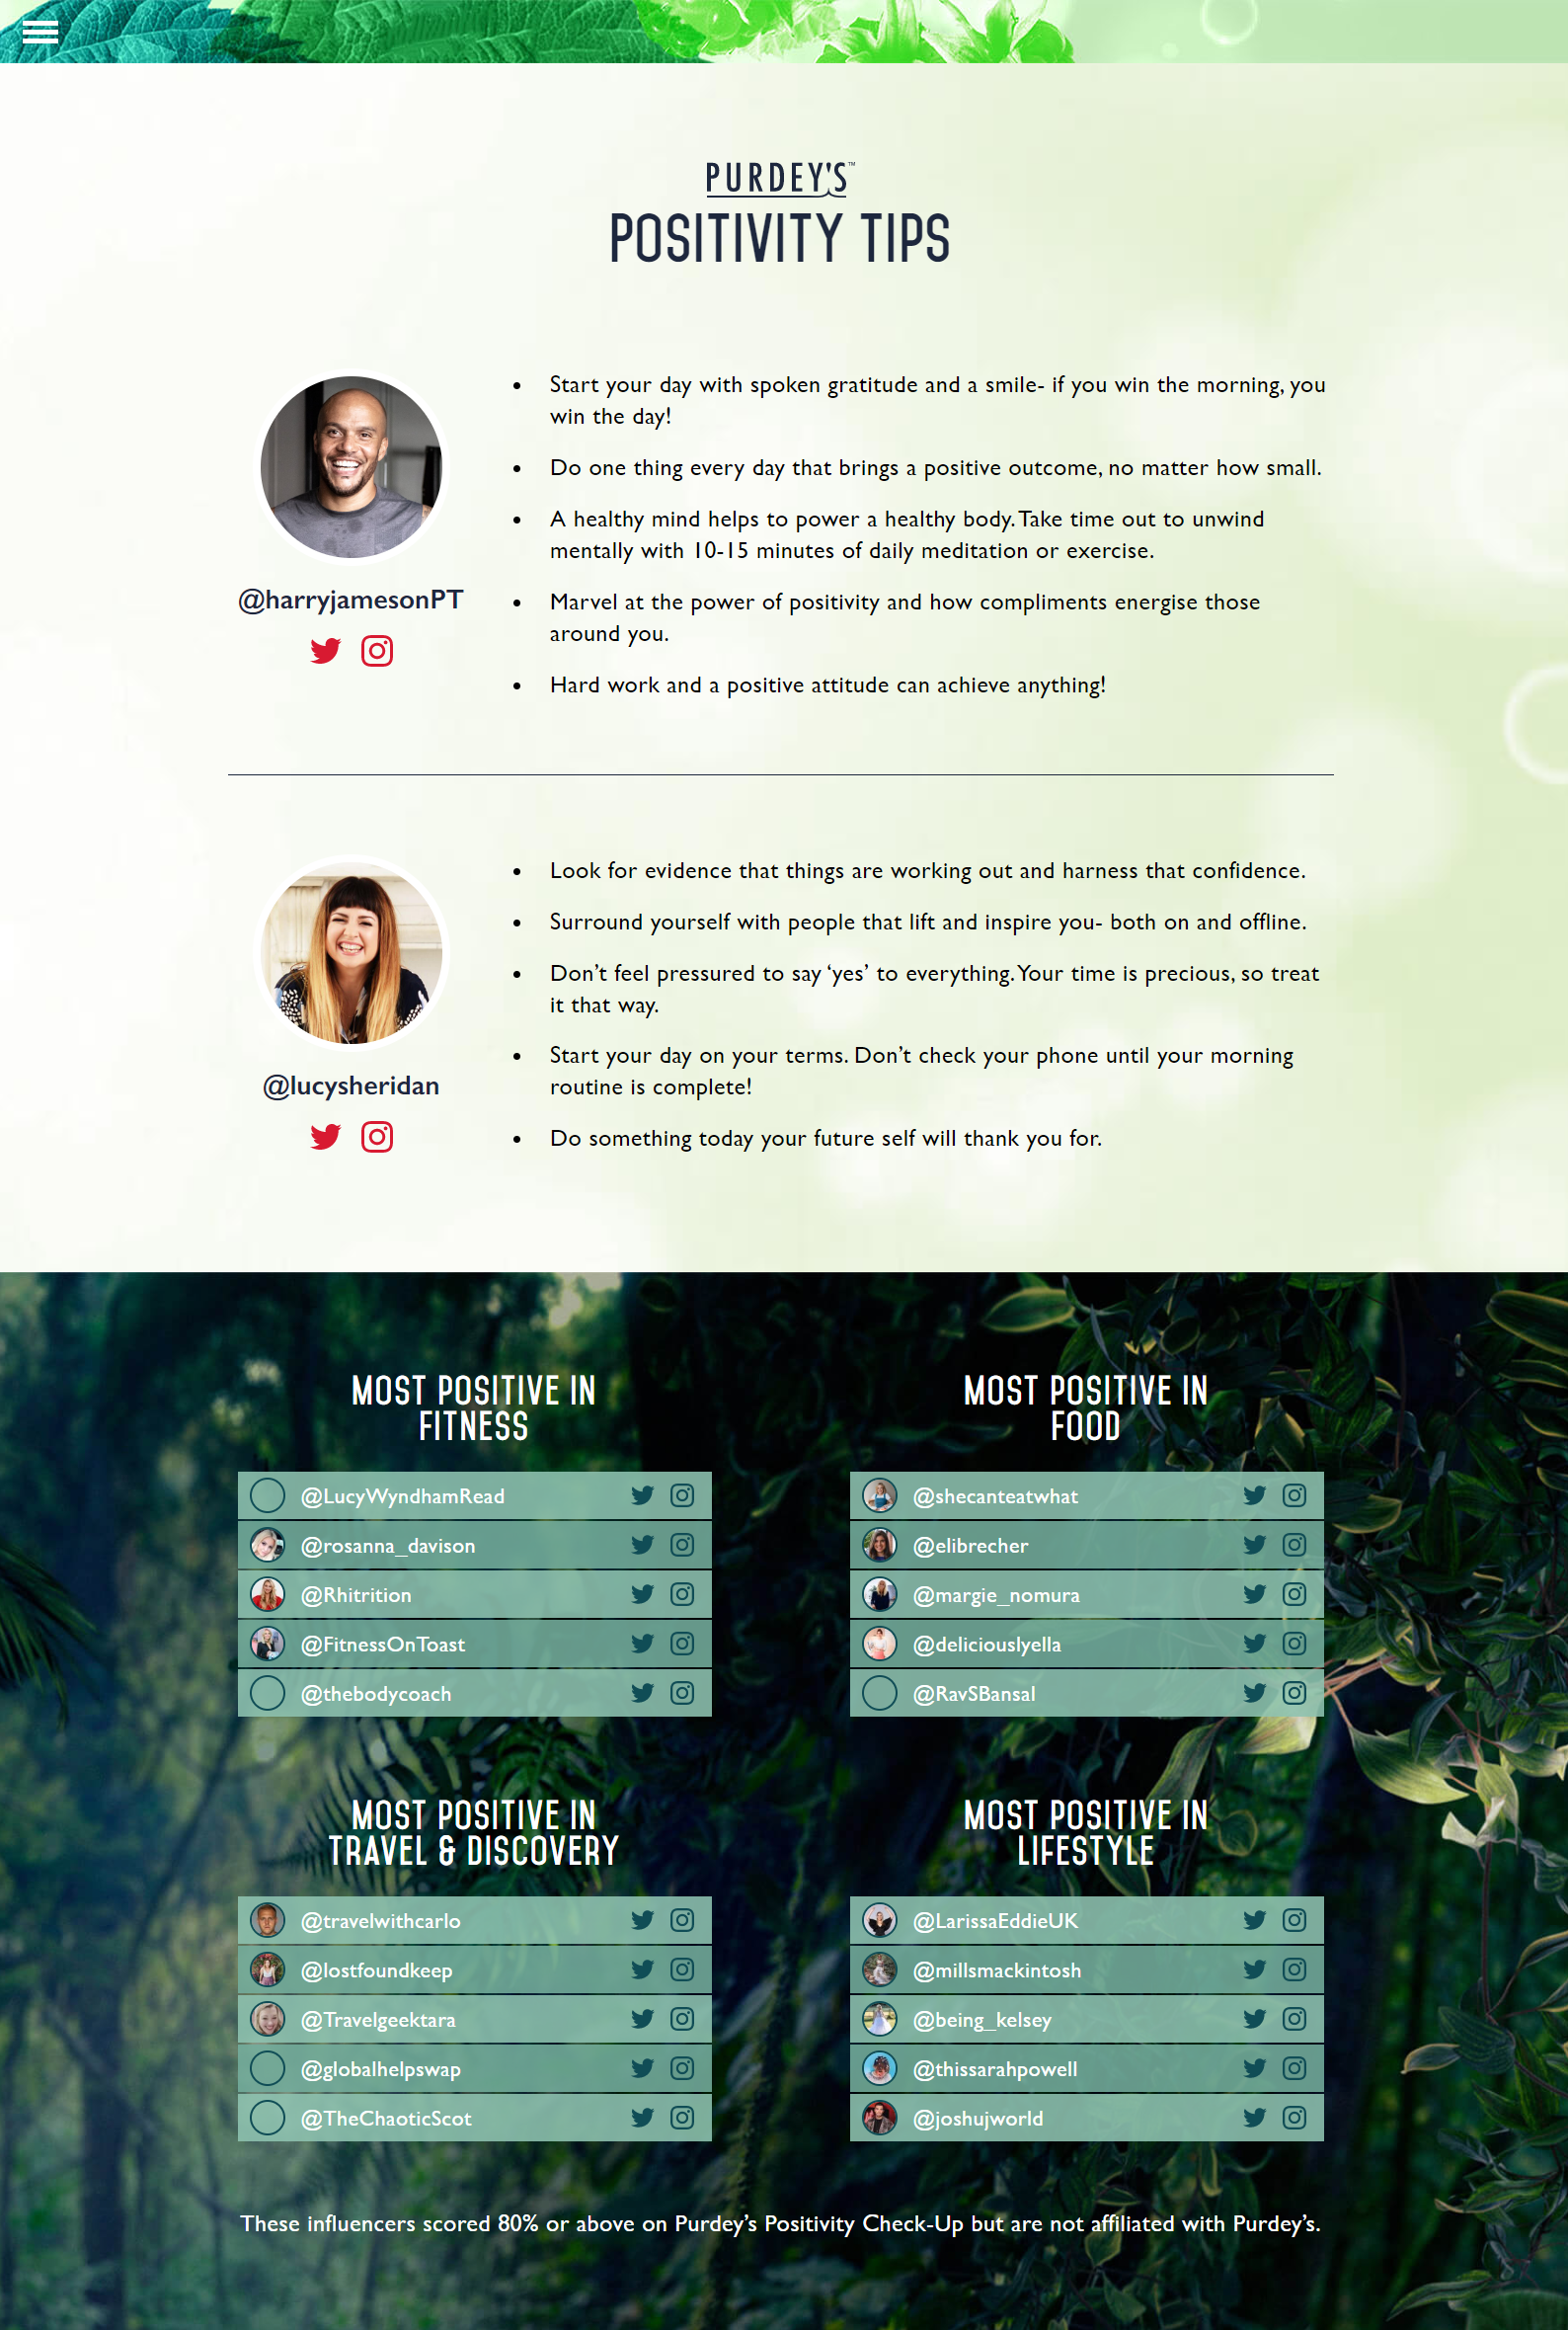 PURDEY'S™
POSITIVITY TIPS
• Start your day with spoken gratitude and a smile- if you win the morning, you
win the day!
• Do one thing every day that brings a positive outcome, no matter how small.
• A healthy mind helps to power a healthy body. Take time out to unwind
mentally with 10-15 minutes of daily meditation or exercise.
• Marvel at the power of positivity and how compliments energise those
around you.
• Hard work and a positive attitude can achieve anything!
@harryjamesonPT
• Look for evidence that things are working out and harness that confidence.
• Surround yourself with people that lift and inspire you- both on and offline.
• Don’t feel pressured to say ‘yes’ to everything. Your time is precious, so treat
it that way.
• Start your day on your terms. Don’t check your phone until your morning
routine is complete!
• Do something today your future self will thank you for.
@lucysheridan
MOST POSITIVE IN
FITNESS
@LucyWyndhamRead
@rosanna_davison
@Rhitrition
@FitnessOnToast
@thebodycoach
MOST POSITIVE IN
FOOD
@shecanteatwhat
@elibrecher
@margie_nomura
@deliciouslyella
@RavSBansal
MOST POSITIVE IN
TRAVEL & DISCOVERY
@travelwithcarlo
@lostfoundkeep
@Travelgeektara
@globalhelpswap
@TheChaoticScot
MOST POSITIVE IN
LIFESTYLE
@LarissaEddieUK
@millsmackintosh
@being_kelsey
@thissarahpowell
@joshujworld
These influencers scored 80% or above on Purdey’s Positivity Check-Up but are not affiliated with Purdey’s.